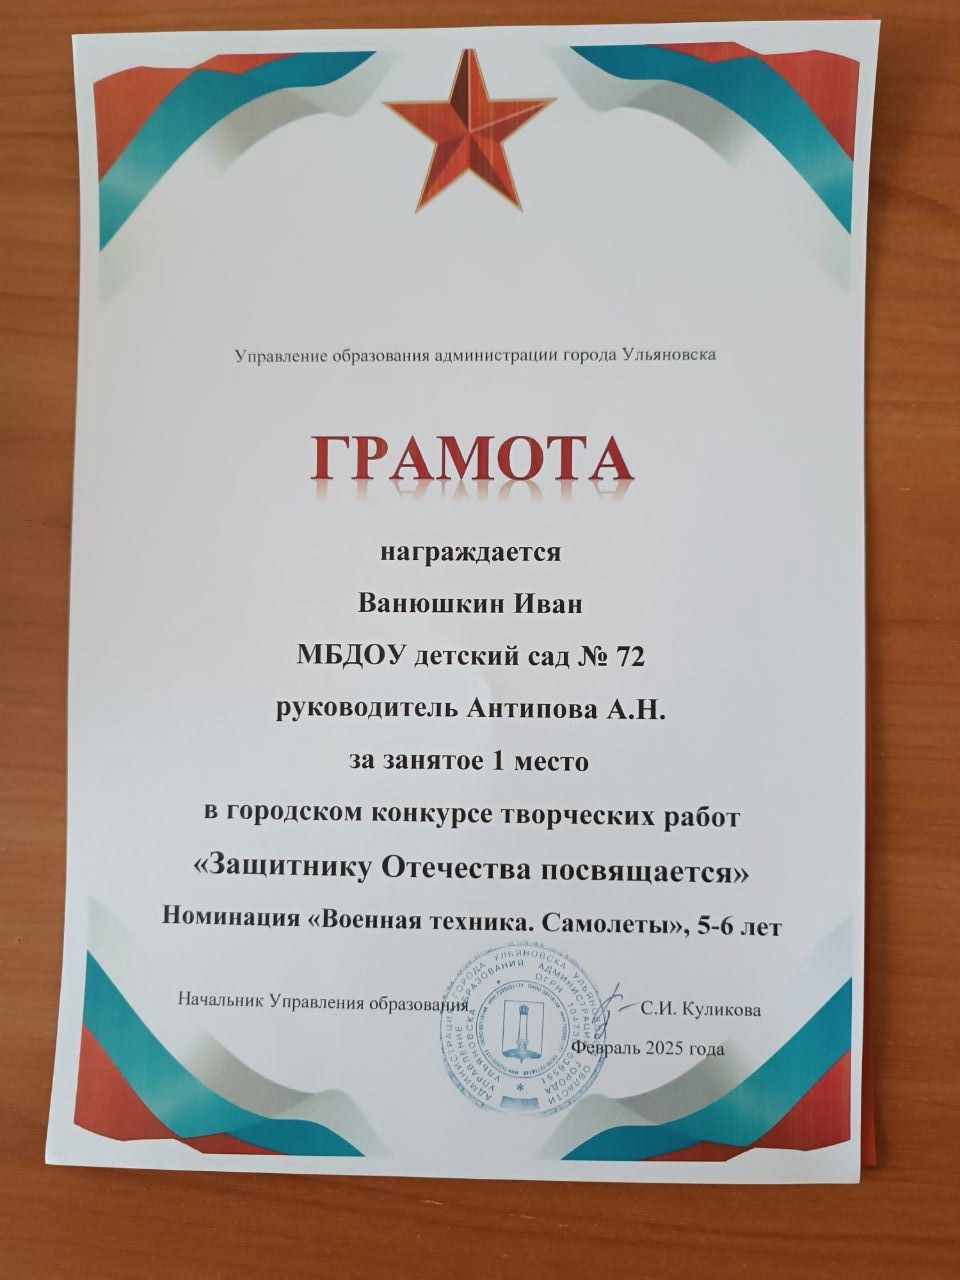 Управление образования администрации города Ульяновска
ГРАМОТА
награждается
Ванюшкин Иван
МБДОУ детский сад № 72
руководитель Антипова А.Н.
за занятое 1 место
в городском конкурсе творческих работ
«Защитнику Отечества посвящается»
Номинация «Военная техника. Самолеты», 5-6 лет
Начальник Управления образования С.И. Куликова
Февраль 2025 года